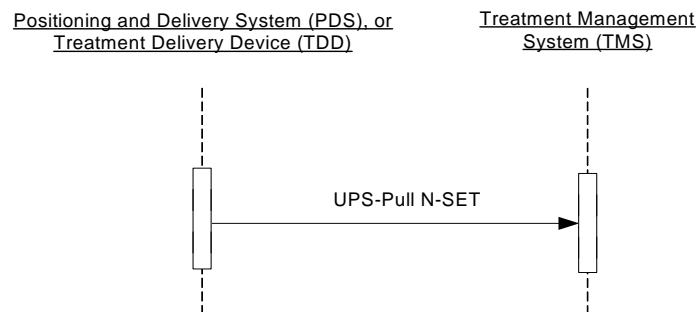 Positioning and Delivery System (PDS), or
Treatment Delivery Device (TDD)
Treatment Management
System (TMS)
UPS-Pull N-SET